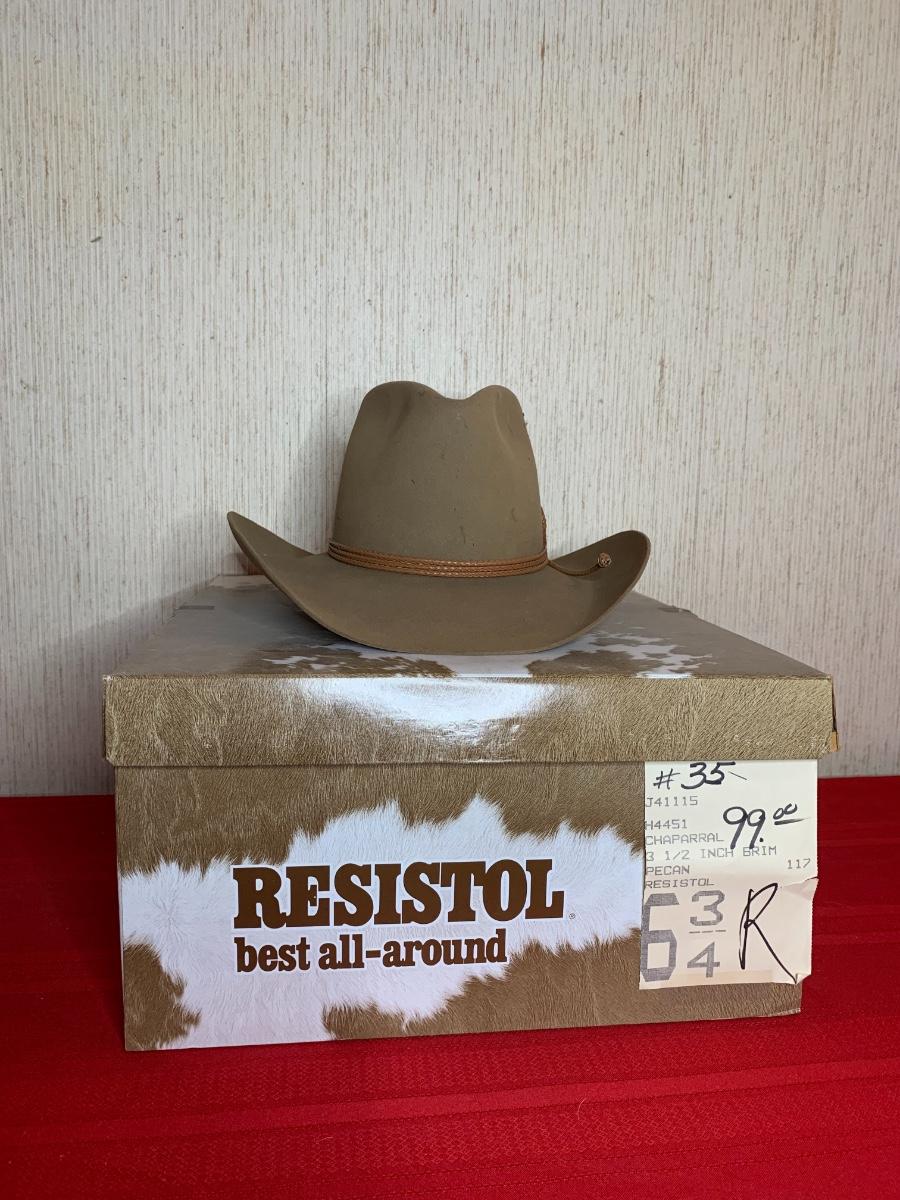 RESISTOL®
best all-around
# 35
J41115
H4451
99.00
CHAPARRAL
3 1/2 INCH BRIM
PECAN 117
RESISTOL
6 3/4 R